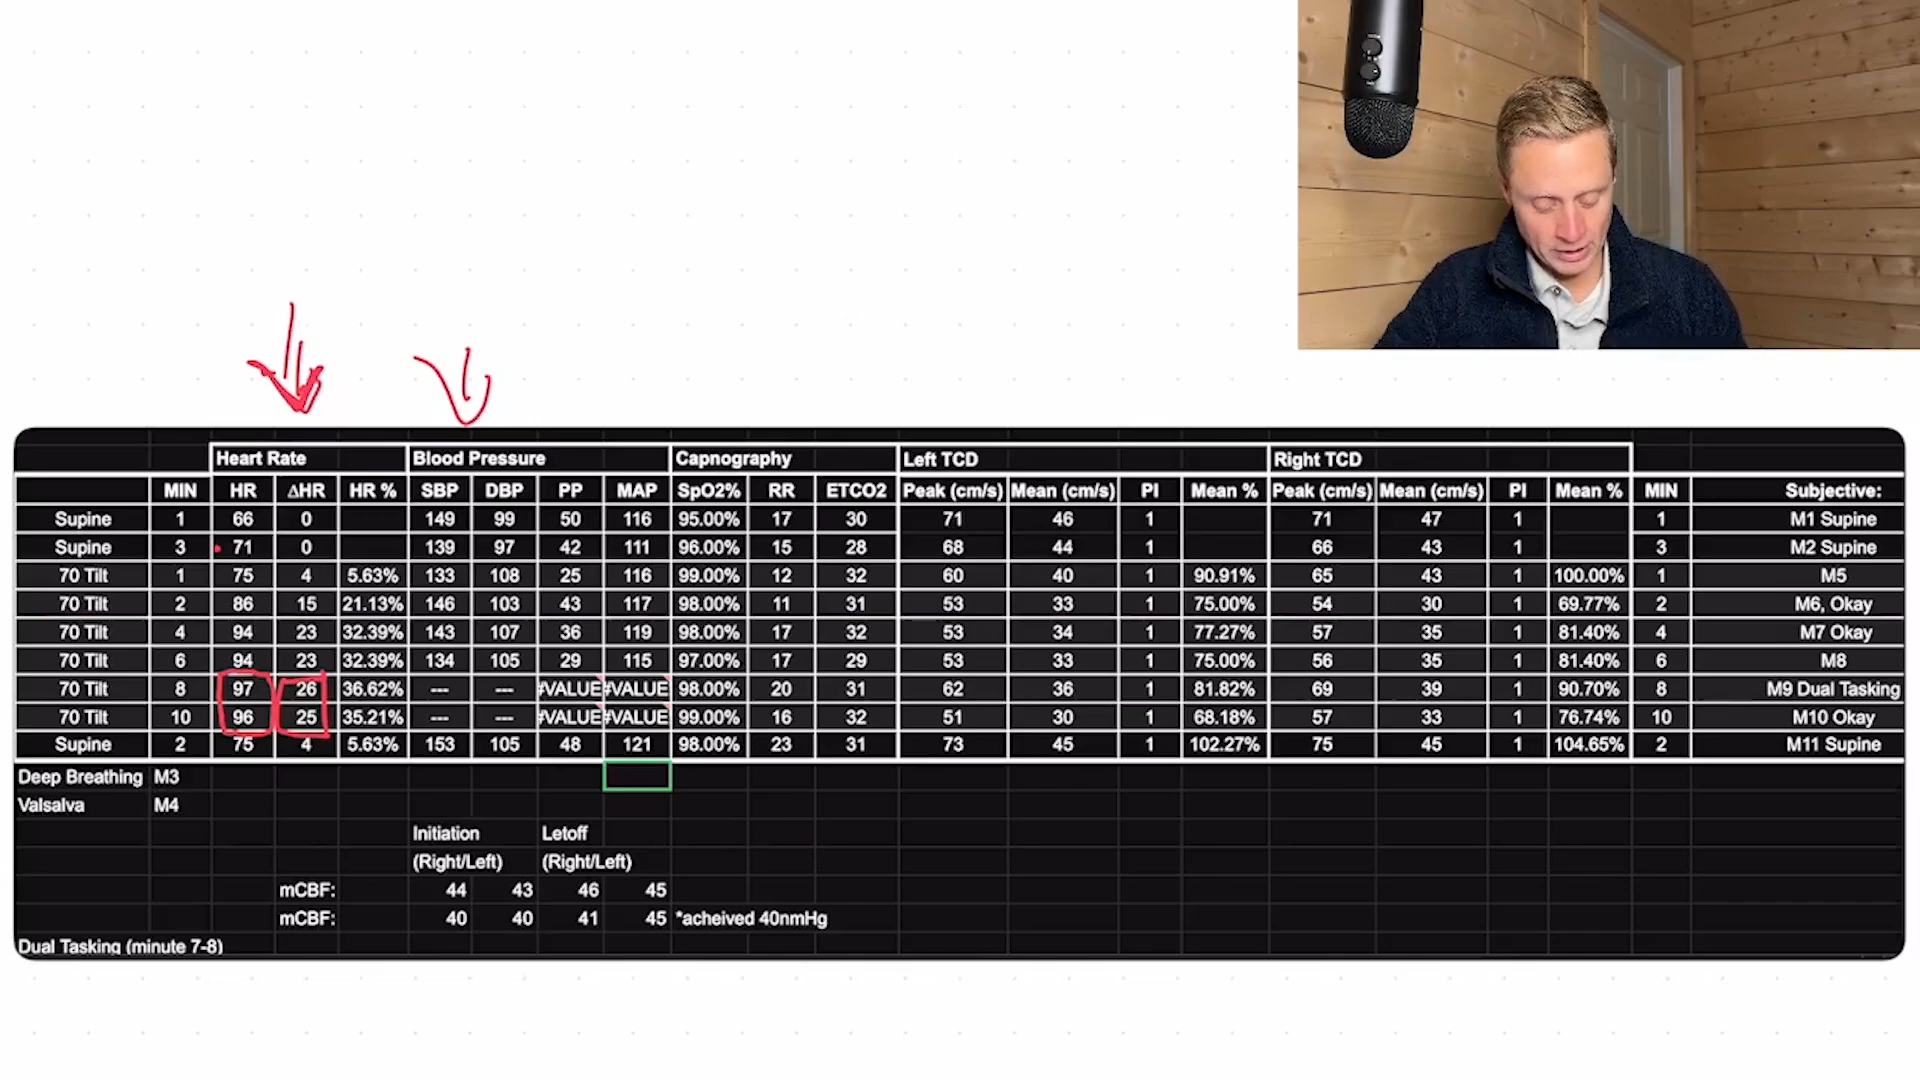 Heart Rate Blood Pressure Capnography Left TCD Right TCD
MIN HR ΔHR HR % SBP DBP PP MAP SpO2% RR ETCO2 Peak (cm/s) Mean (cm/s) PI Mean % Peak (cm/s) Mean (cm/s) PI Mean % MIN Subjective:
Supine 1 66 0 149 99 50 116 95.00% 17 30 71 46 1 71 47 1 1 M1 Supine
Supine 3 71 0 139 97 42 111 96.00% 15 28 68 44 1 66 43 1 3 M2 Supine
70 Tilt 1 75 4 5.63% 133 108 25 116 99.00% 12 32 60 40 1 90.91% 65 43 1 100.00% 1 M5
70 Tilt 2 86 15 21.13% 146 103 43 117 98.00% 11 31 53 33 1 75.00% 54 30 1 69.77% 2 M6, Okay
70 Tilt 4 94 23 32.39% 143 107 36 119 98.00% 17 32 53 34 1 77.27% 57 35 1 81.40% 4 M7 Okay
70 Tilt 6 94 23 32.39% 134 105 29 115 97.00% 17 29 53 33 1 75.00% 56 35 1 81.40% 6 M8
70 Tilt 8 97 26 36.62% --- --- #VALUE #VALUE 98.00% 20 31 62 36 1 81.82% 69 39 1 90.70% 8 M9 Dual Tasking
70 Tilt 10 96 25 35.21% --- --- #VALUE #VALUE 99.00% 16 32 51 30 1 68.18% 57 33 1 76.74% 10 M10 Okay
Supine 2 75 4 5.63% 153 105 48 121 98.00% 23 31 73 45 1 102.27% 75 45 1 104.65% 2 M11 Supine
Deep Breathing M3
Valsalva M4
Initiation Letoff
(Right/Left) (Right/Left)
mCBF: 44 43 46 45
mCBF: 40 40 41 45 *acheived 40nmHg
Dual Tasking (minute 7-8)